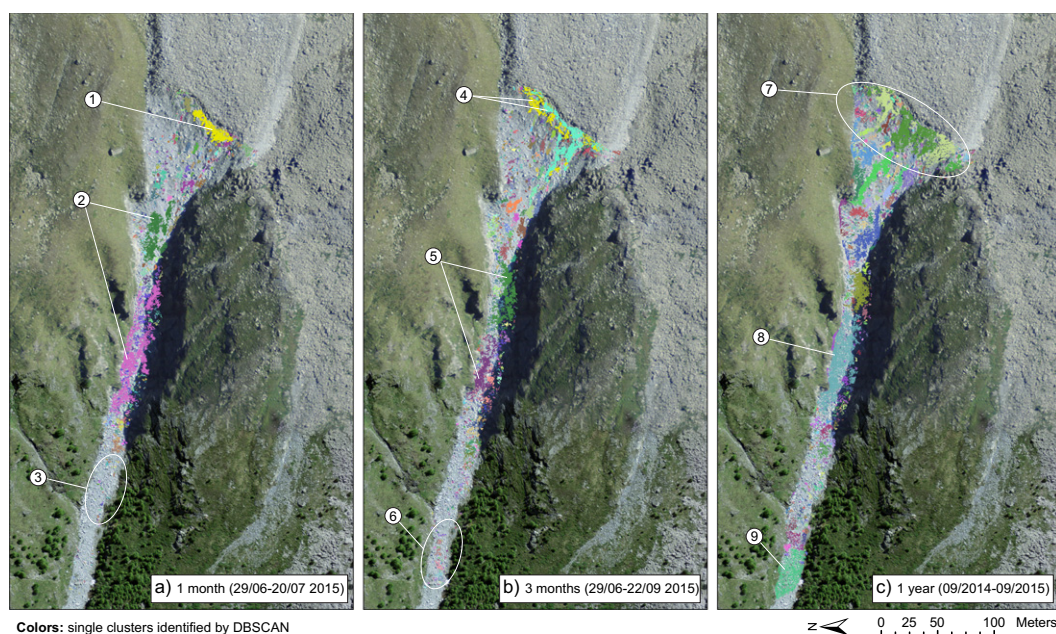 1
2
3
a) 1 month (29/06-20/07 2015)
4
5
6
b) 3 months (29/06-22/09 2015)
7
8
9
c) 1 year (09/2014-09/2015)
Colors: single clusters identified by DBSCAN
N
0 25 50 100 Meters